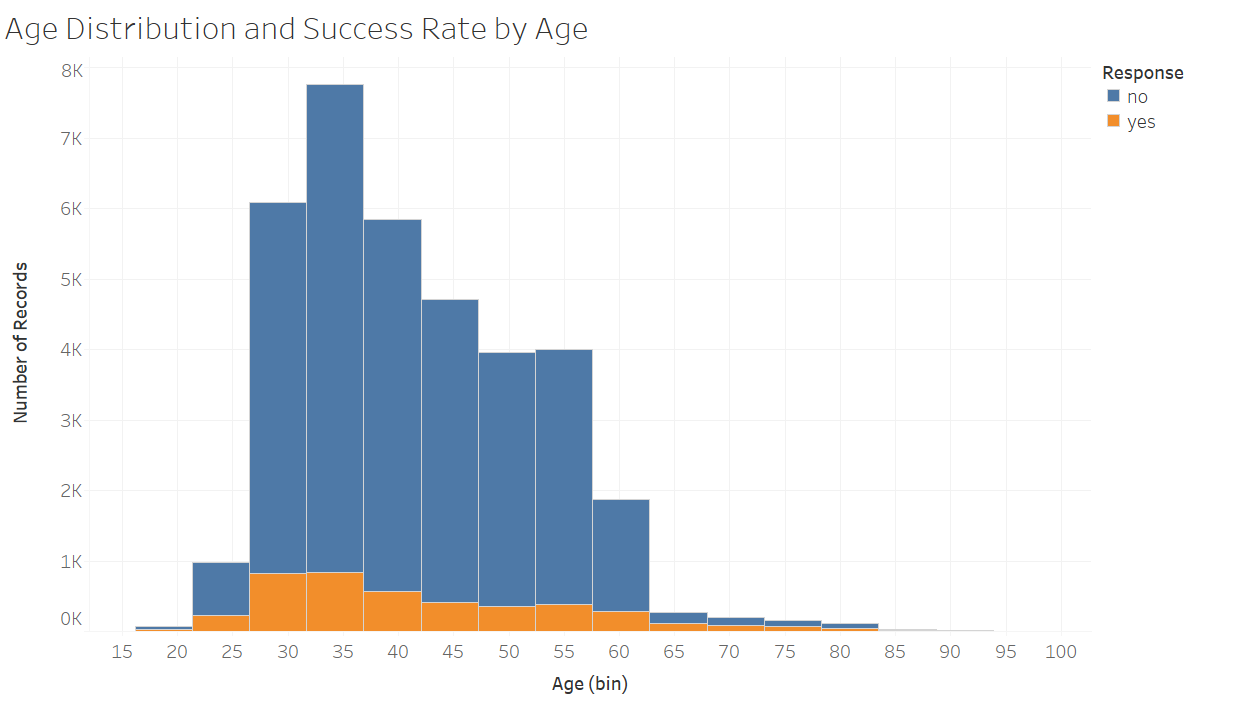 Age Distribution and Success Rate by Age
Response
no
yes
8K
7K
6K
5K
4K
3K
2K
1K
0K
Number of Records
15 20 25 30 35 40 45 50 55 60 65 70 75 80 85 90 95 100
Age (bin)